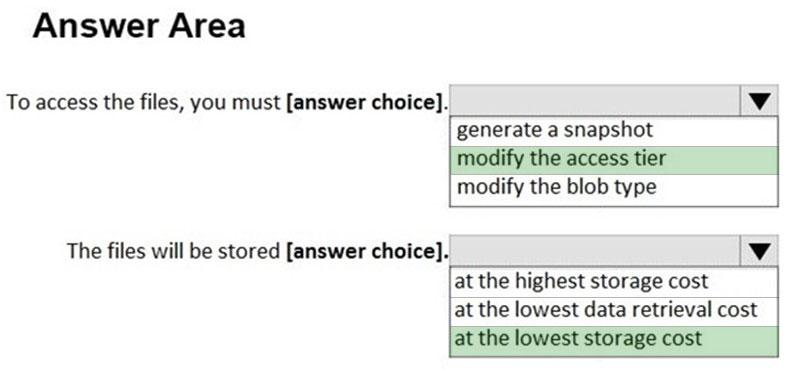 Answer Area
To access the files, you must [answer choice].
generate a snapshot
modify the access tier
modify the blob type
The files will be stored [answer choice].
at the highest storage cost
at the lowest data retrieval cost
at the lowest storage cost